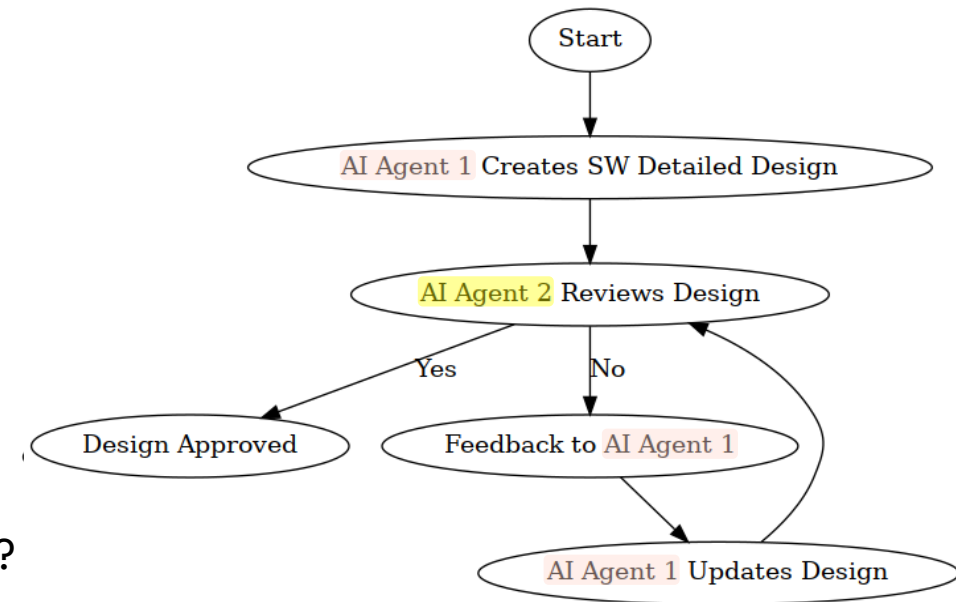 Start
AI Agent 1 Creates SW Detailed Design
AI Agent 2 Reviews Design
Yes
No
Design Approved
Feedback to AI Agent 1
?
AI Agent 1 Updates Design